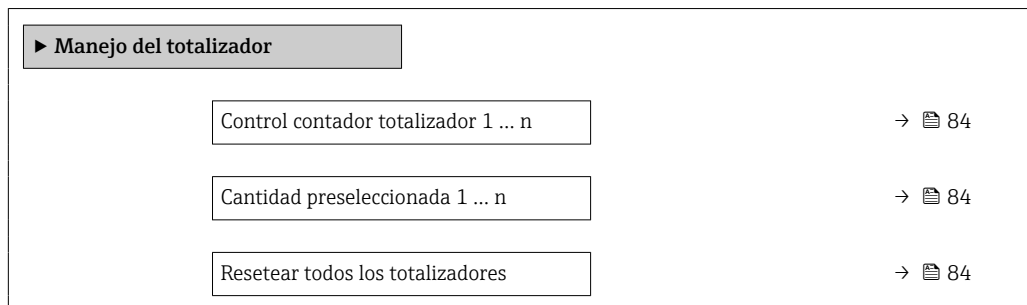 ▶ Manejo del totalizador
Control contador totalizador 1 … n → 84
Cantidad preseleccionada 1 … n → 84
Resetear todos los totalizadores → 84